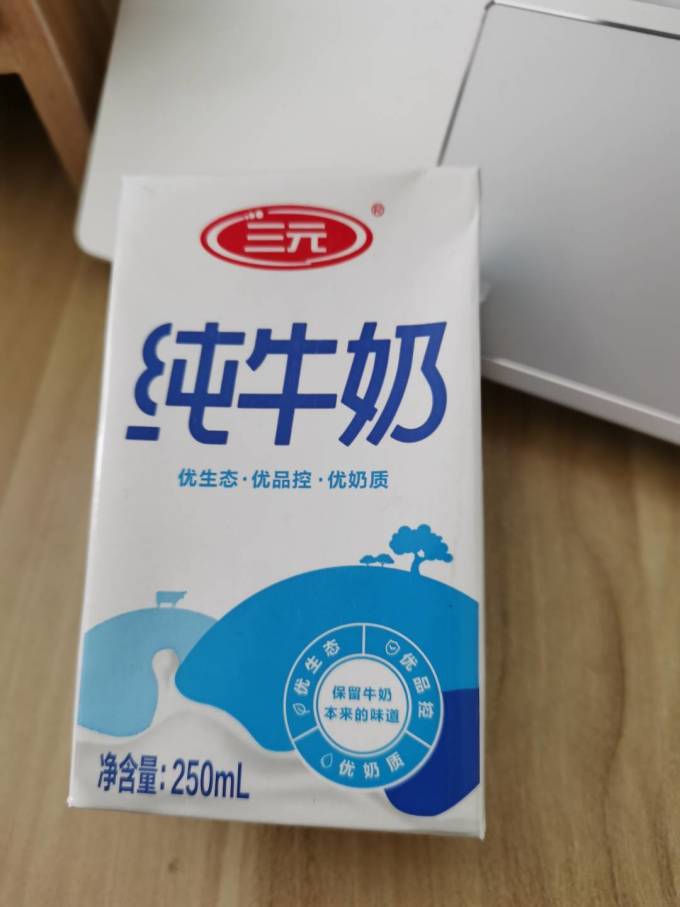 三元®
纯牛奶
优生态·优品控·优奶质
优生态
优品控
保留牛奶
本来的味道
优奶质
净含量：250mL